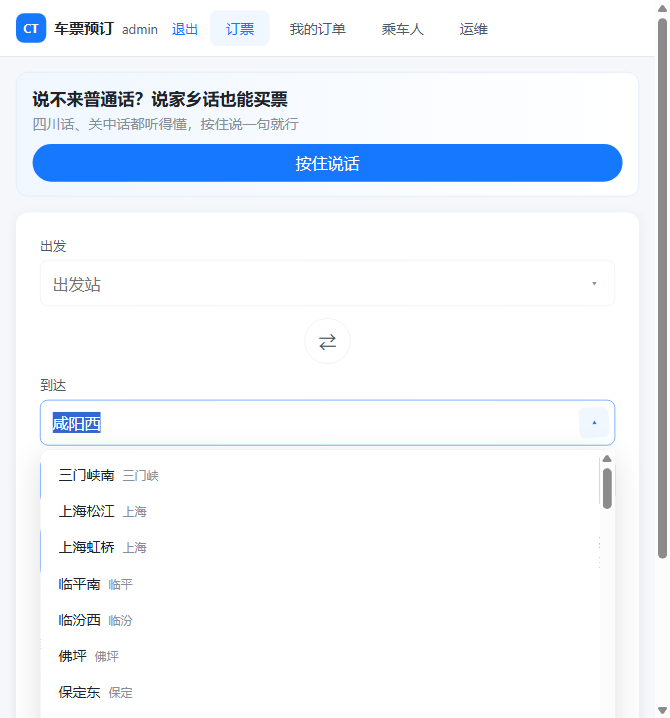 CT 车票预订 admin 退出 订票 我的订单 乘车人 运维
说不来普通话？说家乡话也能买票
四川话、关中话都听得懂，按住说一句就行
按住说话
出发
出发站
到达
咸阳西
三门峡南 三门峡
上海松江 上海
上海虹桥 上海
临平南 临平
临汾西 临汾
佛坪 佛坪
保定东 保定